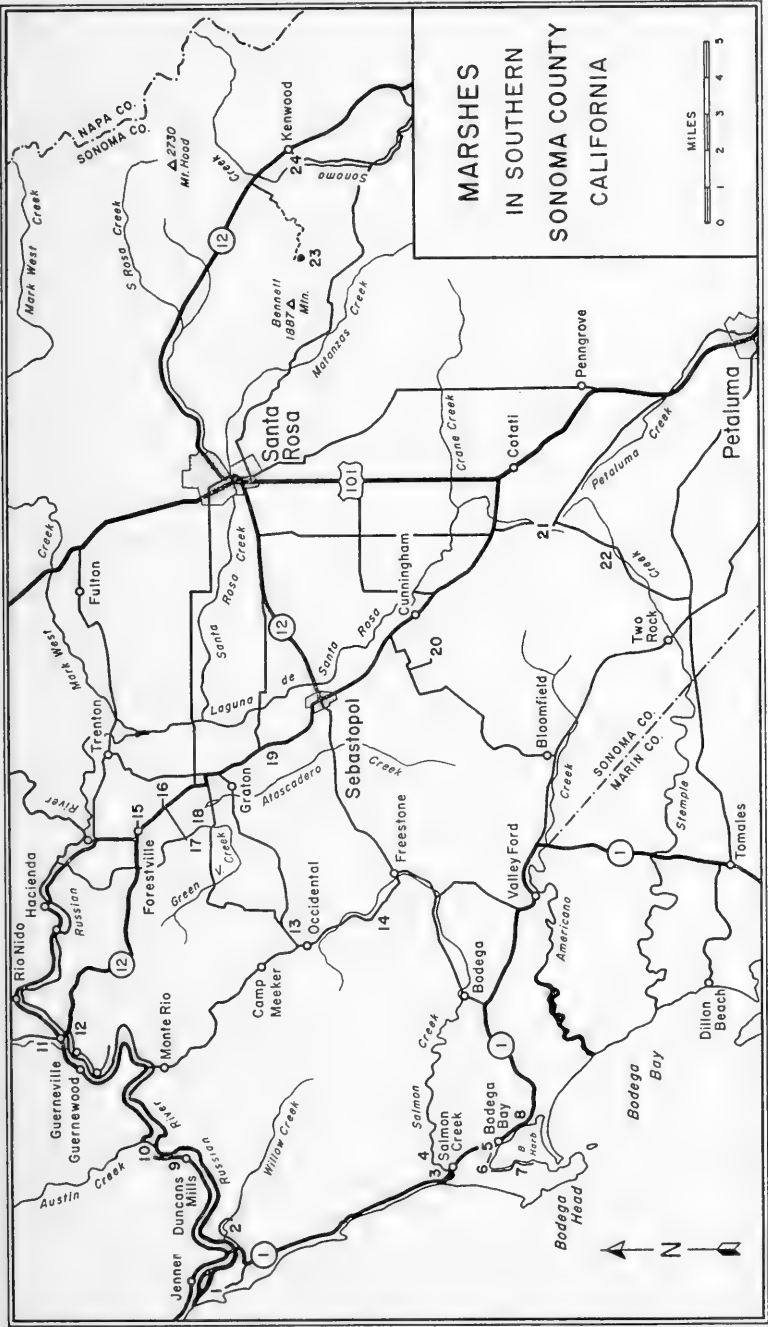 MARSHES
IN SOUTHERN
SONOMA COUNTY
CALIFORNIA
MILES
0 1 2 3 4 5
N
NAPA CO.
SONOMA CO.
Mark West Creek
△ 2730
Mt. Hood
S Rosa Creek
Creek
Sonoma
Kenwood
24
12
23
Bennett
1887 △
Mtn.
Matanzas Creek
Santa
Rosa
101
Crane Creek
Penngrove
Cotati
Petaluma
Petaluma Creek
21
22
Creek
Fulton
Mark West
Creek
Santa Rosa Creek
12
Cunningham
Laguna de Santa Rosa
20
Trenton
Sebastopol
19
Atascadero
Creek
Graton
18
17
16
15
Forestville
Green V. Creek
River
Hacienda
Rio Nido
Russian
12
Two
Rock
Bloomfield
SONOMA CO.
MARIN CO.
Creek
Stemple
Valley Ford
1
Tomales
Americano
Dillon
Beach
Freestone
14
13
Occidental
Camp
Meeker
Monte Rio
11
12
Guerneville
Guernewood
River
Russian
10
9
Austin Creek
Duncans
Mills
Willow Creek
2
Jenner
1
1
Bodega
1
Salmon Creek
Salmon
Creek
3
4
5
6
7
8
Bodega
Bay
B
Harb
Bodega
Head
Bodega
Bay